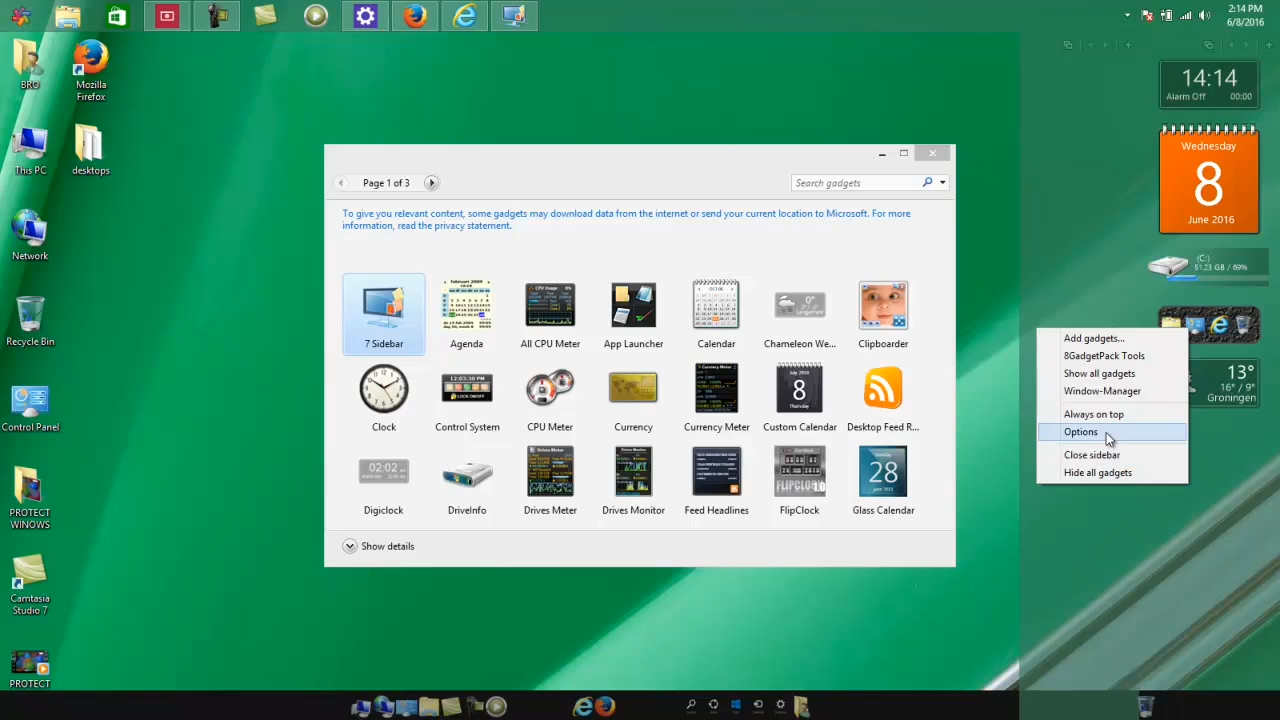 2:14 PM
6/8/2016
BRO
Mozilla
Firefox
This PC
desktops
Network
Recycle Bin
Control Panel
PROTECT
WINOWS
Camtasia
Studio 7
PROTECT
Page 1 of 3
Search gadgets
To give you relevant content, some gadgets may download data from the internet or send your current location to Microsoft. For more
information, read the privacy statement.
7 Sidebar
Agenda
All CPU Meter
App Launcher
Calendar
Chameleon We...
Clipboarder
Clock
Control System
CPU Meter
Currency
Currency Meter
Custom Calendar
Desktop Feed R...
Digiclock
DriveInfo
Drives Meter
Drives Monitor
Feed Headlines
FlipClock
Glass Calendar
Show details
14:14
Alarm Off 00:00
Wednesday
8
June 2016
(C:)
51.23 GB / 69%
Add gadgets...
8GadgetPack Tools
Show all gadgets
Window-Manager
Always on top
Options
Close sidebar
Hide all gadgets
13°
16° / 9°
Groningen